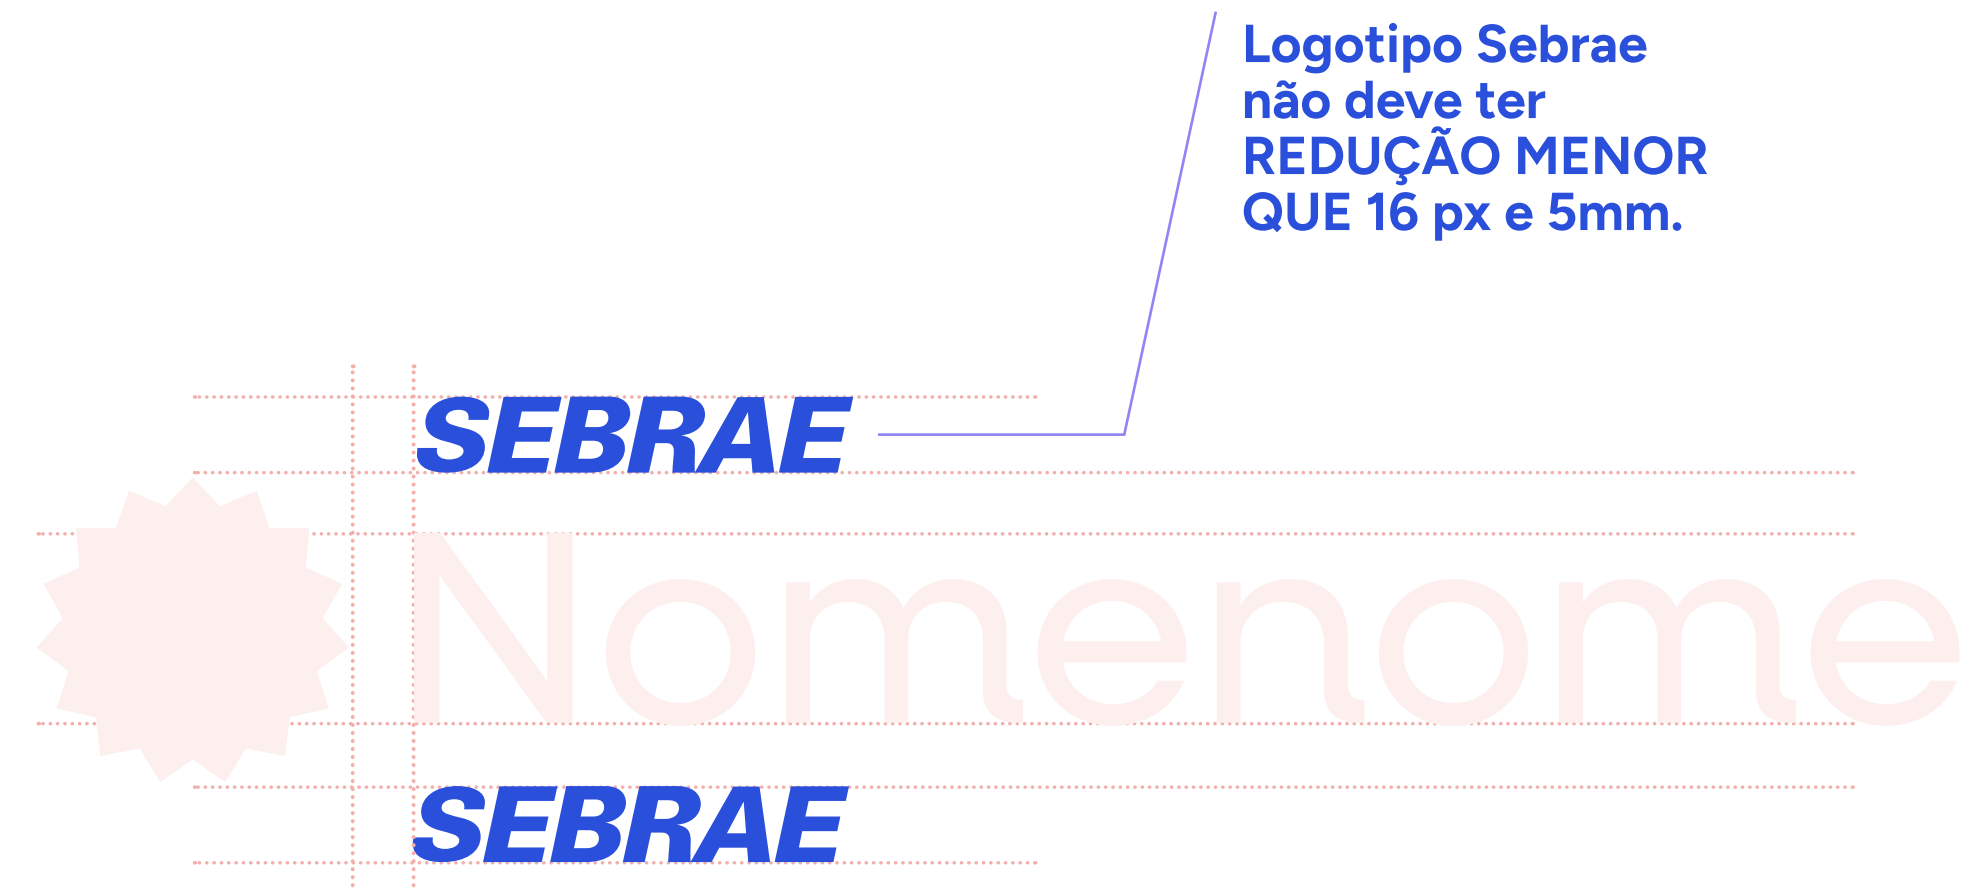 Logotipo Sebrae
não deve ter
REDUÇÃO MENOR
QUE 16 px e 5mm.
SEBRAE
Nomenome
SEBRAE